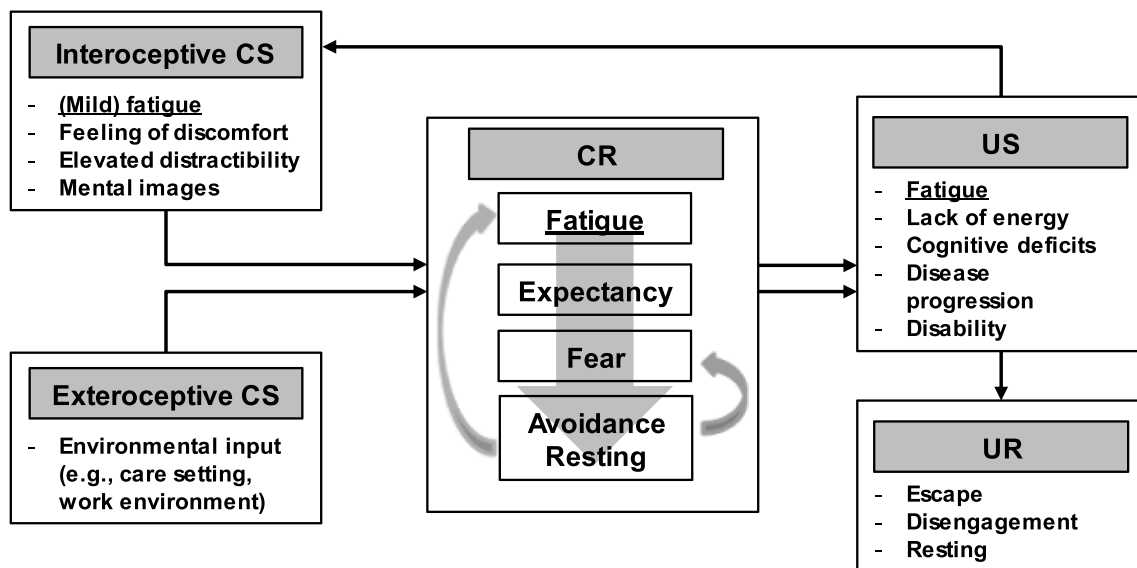 Interoceptive CS
- (Mild) fatigue
- Feeling of discomfort
- Elevated distractibility
- Mental images
Exteroceptive CS
- Environmental input
(e.g., care setting,
work environment)
CR
Fatigue
Expectancy
Fear
Avoidance
Resting
US
- Fatigue
- Lack of energy
- Cognitive deficits
- Disease
progression
- Disability
UR
- Escape
- Disengagement
- Resting